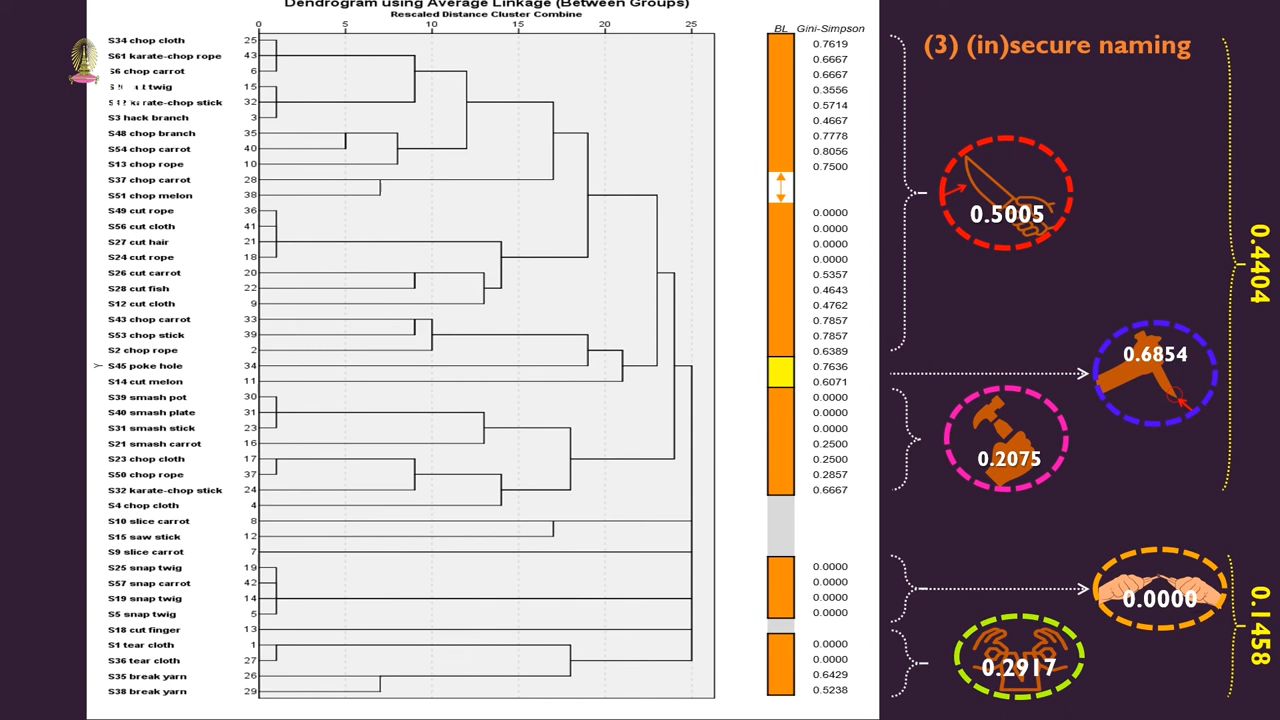 Dendrogram using Average Linkage (Between Groups)
Rescaled Distance Cluster Combine
0 5 10 15 20 25
BL Gini-Simpson
(3) (in)secure naming
S34 chop cloth 25 0.7619
S61 karate-chop rope 43 0.6667
S6 chop carrot 6 0.6667
twig 15 0.3556
karate-chop stick 32 0.5714
S3 hack branch 3 0.4667
S48 chop branch 35 0.7778
S54 chop carrot 40 0.8056
S13 chop rope 10 0.7500
S37 chop carrot 28
S51 chop melon 38
S49 cut rope 36 0.0000
S56 cut cloth 41 0.0000
S27 cut hair 21 0.0000
S24 cut rope 18 0.0000
S26 cut carrot 20 0.5357
S28 cut fish 22 0.4643
S12 cut cloth 9 0.4762
S43 chop carrot 33 0.7857
S53 chop stick 39 0.7857
S2 chop rope 2 0.6389
Y S45 poke hole 34 0.7636
S14 cut melon 11 0.6071
S39 smash pot 30 0.0000
S40 smash plate 31 0.0000
S31 smash stick 23 0.0000
S21 smash carrot 16 0.2500
S23 chop cloth 17 0.2500
S50 chop rope 37 0.2857
S32 karate-chop stick 24 0.6667
S4 chop cloth 4
S10 slice carrot 8
S15 saw stick 12
S9 slice carrot 7
S25 snap twig 19 0.0000
S57 snap carrot 42 0.0000
S19 snap twig 14 0.0000
S5 snap twig 5 0.0000
S18 cut finger 13
S1 tear cloth 1 0.0000
S36 tear cloth 27 0.0000
S35 break yarn 26 0.6429
S38 break yarn 29 0.5238
0.5005
0.6854
0.2075
0.0000
0.2917
0.4404
0.1458